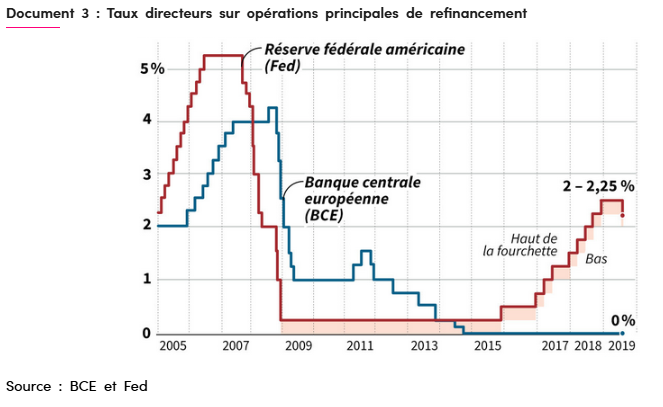 Document 3 : Taux directeurs sur opérations principales de refinancement
Réserve fédérale américaine
(Fed)
5 %
4
3
2
1
0
Banque centrale
européenne
(BCE)
2 – 2,25 %
Haut de
la fourchette
Bas
0 %
2005 2007 2009 2011 2013 2015 2017 2018 2019
Source : BCE et Fed